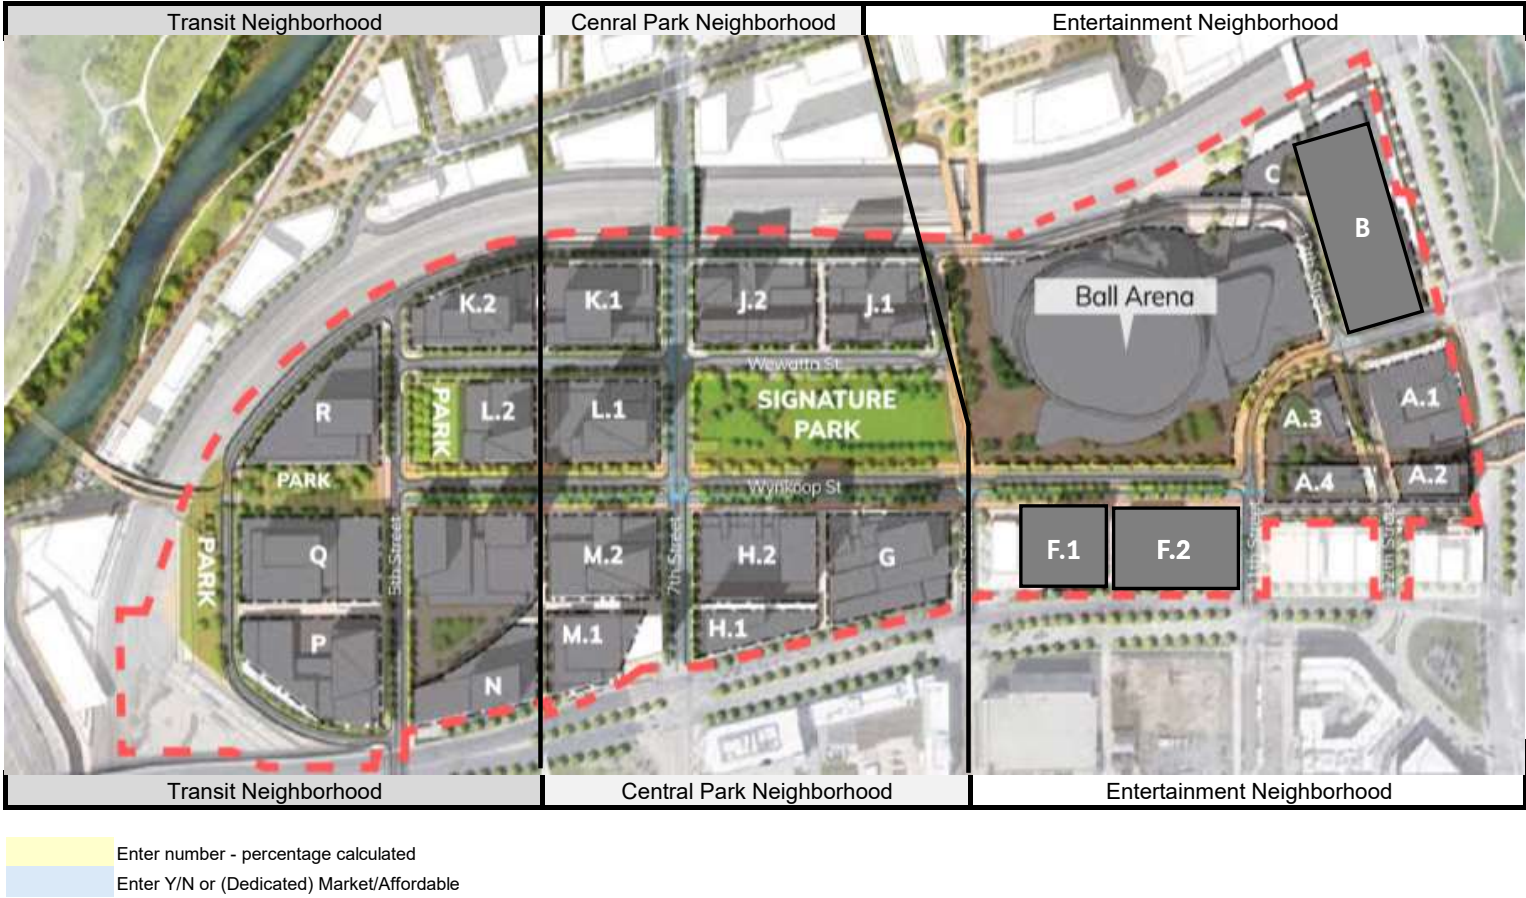 Transit Neighborhood
Cenral Park Neighborhood
Entertainment Neighborhood
C
B
Ball Arena
K.2
K.1
J.2
J.1
Wewatta St
A.1
A.3
R
PARK
L.2
L.1
SIGNATURE
PARK
PARK
A.4
A.2
Wynkoop St
5th Street
7th Street
12th Street
PARK
Q
M.2
H.2
G
F.1
F.2
P
M.1
H.1
N
Transit Neighborhood
Central Park Neighborhood
Entertainment Neighborhood
Enter number - percentage calculated
Enter Y/N or (Dedicated) Market/Affordable